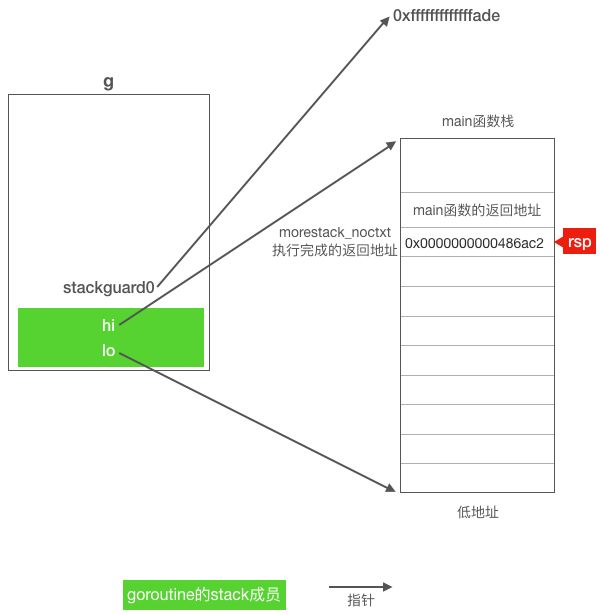 0xfffffffffffffade
g
main函数栈
main函数的返回地址
morestack_noctxt
执行完成的返回地址
0x0000000000486ac2
rsp
stackguard0
hi
lo
低地址
goroutine的stack成员
指针